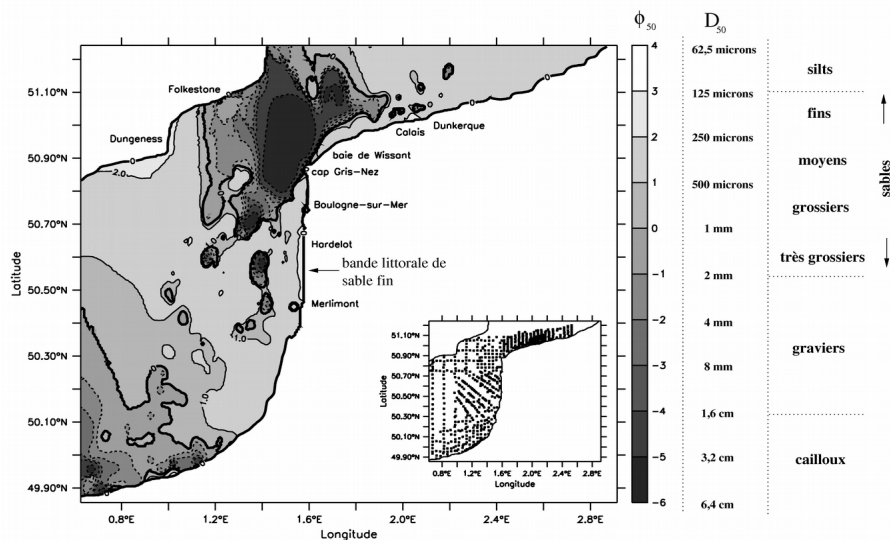 ϕ50
D50
4
3
2
1
0
−1
−2
−3
−4
−5
−6
62,5 microns
125 microns
250 microns
500 microns
1 mm
2 mm
4 mm
8 mm
1,6 cm
3,2 cm
6,4 cm
silts
fins
moyens
grossiers
très grossiers
graviers
cailloux
sables
Latitude
51.10°N
50.90°N
50.70°N
50.50°N
50.30°N
50.10°N
49.90°N
Folkestone
Dungeness
Calais
Dunkerque
baie de Wissant
cap Gris−Nez
Boulogne−sur−Mer
Hardelot
bande littorale de
sable fin
Merlimont
2.0
1.0
1.0
0.8°E
1.2°E
1.6°E
2.0°E
2.4°E
2.8°E
Longitude
Latitude
51.10°N
50.90°N
50.70°N
50.50°N
50.30°N
50.10°N
49.90°N
0.8°E
1.2°E
1.6°E
2.0°E
2.4°E
2.8°E
Longitude